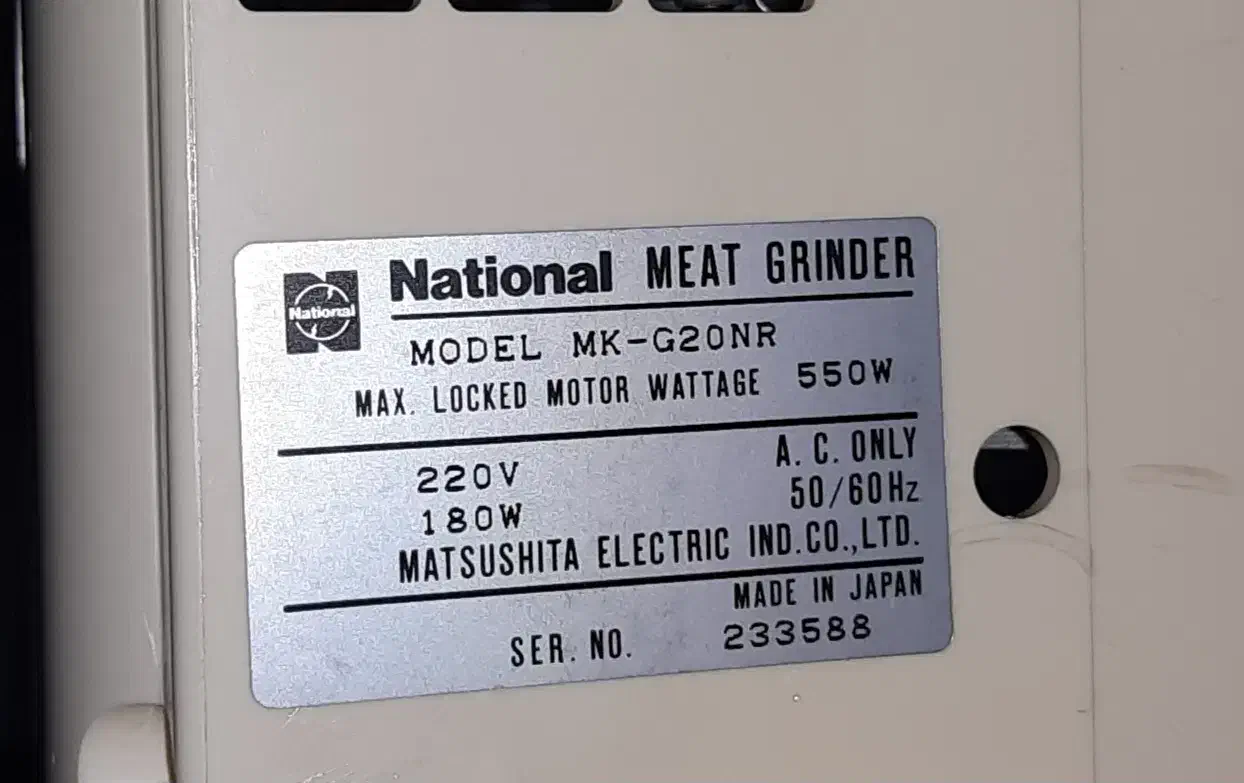 National
National MEAT GRINDER
MODEL MK-G20NR
MAX. LOCKED MOTOR WATTAGE 550W
220V A.C. ONLY
180W 50/60Hz
MATSUSHITA ELECTRIC IND.CO.,LTD.
MADE IN JAPAN
SER. NO. 233588